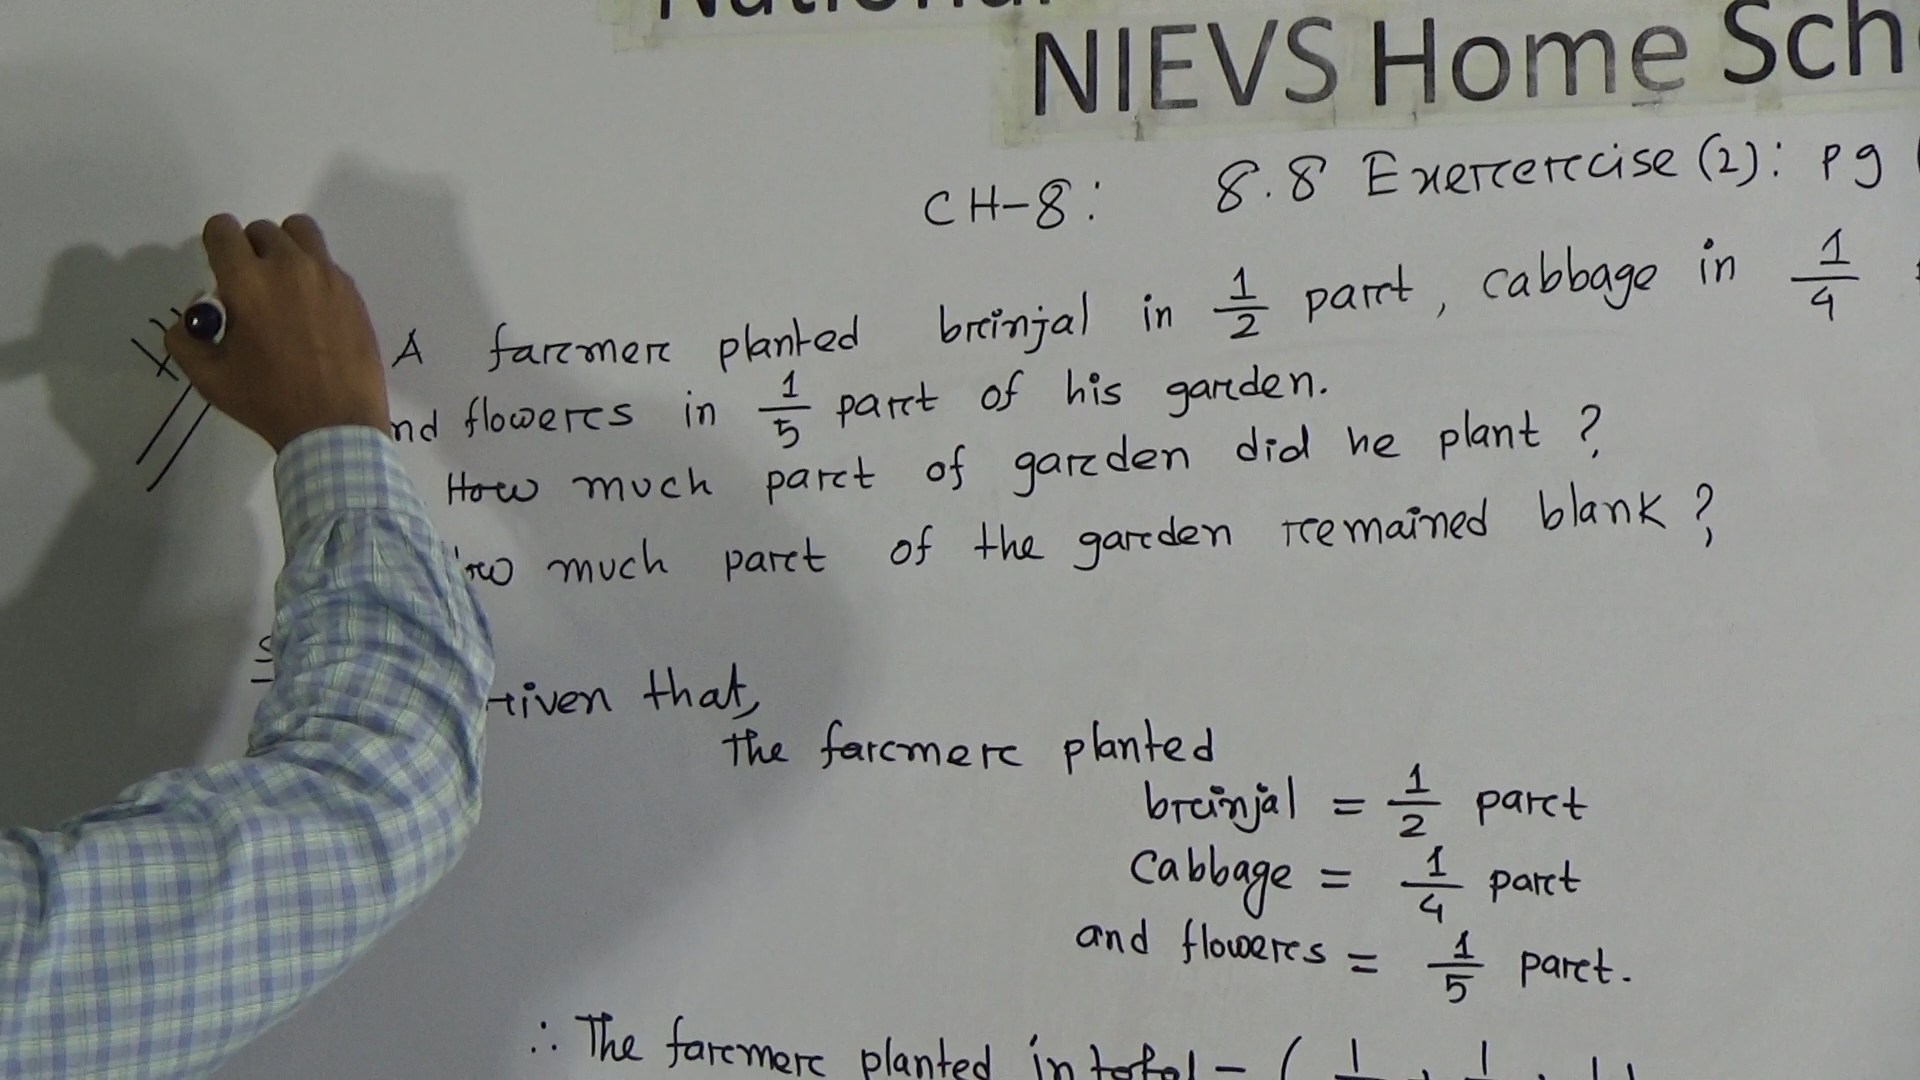 NIEVS Home Sch
CH-8: 8.8 Exercercise (2): pg
A farmer planted brinjal in 1/2 part, cabbage in 1/4
nd flowers in 1/5 part of his garden.
How much part of garden did he plant ?
much part of the garden remained blank ?
iven that,
The farmer planted
brinjal = 1/2 part
Cabbage = 1/4 part
and flowers = 1/5 part.
∴ The farmer planted in total = (